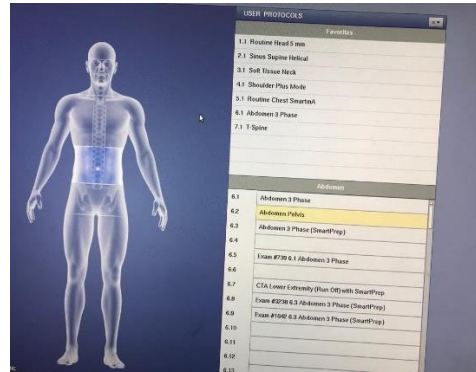 USER PROTOCOLS
Favorites
1.1 Routine Head 5 mm
2.1 Sinus Supine Helical
3.1 Soft Tissue Neck
4.1 Shoulder Plus Mode
5.1 Routine Chest SmartmA
6.1 Abdomen 3 Phase
7.1 T-Spine
Abdomen
6.1 Abdomen 3 Phase
6.2 Abdomen Pelvis
6.3 Abdomen 3 Phase (SmartPrep)
6.4
6.5 Exam #739 6.1 Abdomen 3 Phase
6.6
6.7 CTA Lower Extremity (Run Off) with SmartPrep
6.8 Exam #3238 6.3 Abdomen 3 Phase (SmartPrep)
6.9 Exam #1042 6.3 Abdomen 3 Phase (SmartPrep)
6.10
6.11
6.12
6.13